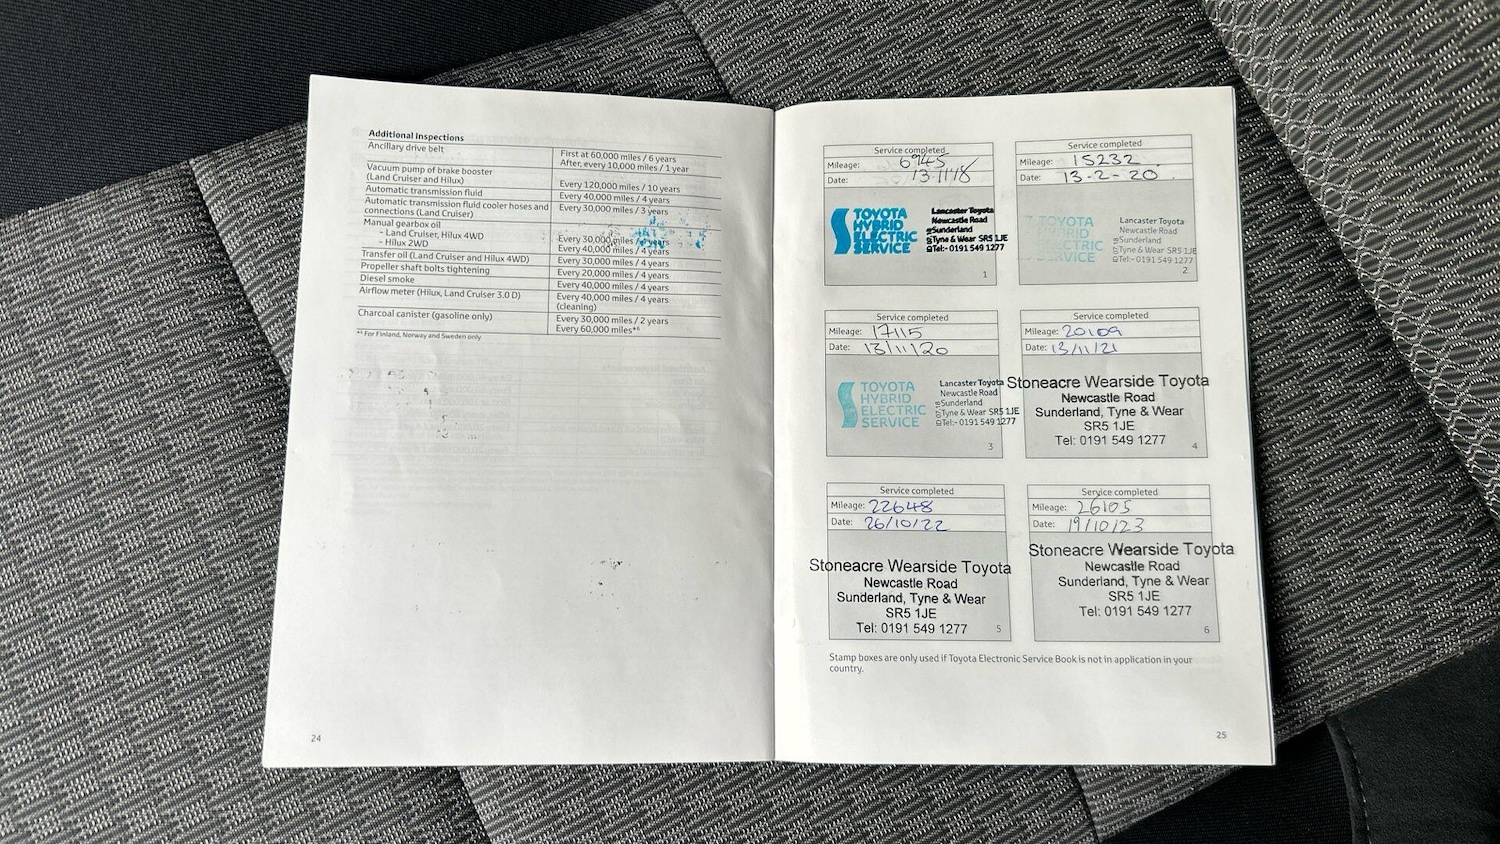 Additional Inspections
Ancillary drive belt First at 60,000 miles / 6 years
After, every 10,000 miles / 1 year
Vacuum pump of brake booster
(Land Cruiser and Hilux) Every 120,000 miles / 10 years
Automatic transmission fluid Every 40,000 miles / 4 years
Automatic transmission fluid cooler hoses and Every 30,000 miles / 3 years
connections (Land Cruiser)
Manual gearbox oil
- Land Cruiser, Hilux 4WD Every 30,000 miles / years
- Hilux 2WD Every 40,000 miles / 4 years
Transfer oil (Land Cruiser and Hilux 4WD) Every 30,000 miles / 4 years
Propeller shaft bolts tightening Every 20,000 miles / 4 years
Diesel smoke Every 40,000 miles / 4 years
Airflow meter (Hilux, Land Cruiser 3.0 D) Every 40,000 miles / 4 years
(cleaning)
Charcoal canister (gasoline only) Every 30,000 miles / 2 years
Every 60,000 miles*⁶
*⁶ For Finland, Norway and Sweden only
24
Service completed
Mileage: 6945
Date: 13/11/18
TOYOTA
HYBRID
ELECTRIC
SERVICE
Lancaster Toyota
Newcastle Road
Sunderland
Tyne & Wear SR5 1JE
Tel:- 0191 549 1277
1
Service completed
Mileage: 15232
Date: 13-2-20
TOYOTA
HYBRID
ELECTRIC
SERVICE
Lancaster Toyota
Newcastle Road
Sunderland
Tyne & Wear SR5 1JE
Tel:- 0191 549 1277
2
Service completed
Mileage: 17115
Date: 13/11/20
TOYOTA
HYBRID
ELECTRIC
SERVICE
Lancaster Toyota
Newcastle Road
Sunderland
Tyne & Wear SR5 1JE
Tel:- 0191 549 1277
3
Service completed
Mileage: 20109
Date: 13/11/21
Stoneacre Wearside Toyota
Newcastle Road
Sunderland, Tyne & Wear
SR5 1JE
Tel: 0191 549 1277
4
Service completed
Mileage: 22648
Date: 26/10/22
Stoneacre Wearside Toyota
Newcastle Road
Sunderland, Tyne & Wear
SR5 1JE
Tel: 0191 549 1277
5
Service completed
Mileage: 26105
Date: 19/10/23
Stoneacre Wearside Toyota
Newcastle Road
Sunderland, Tyne & Wear
SR5 1JE
Tel: 0191 549 1277
6
Stamp boxes are only used if Toyota Electronic Service Book is not in application in your
country.
25